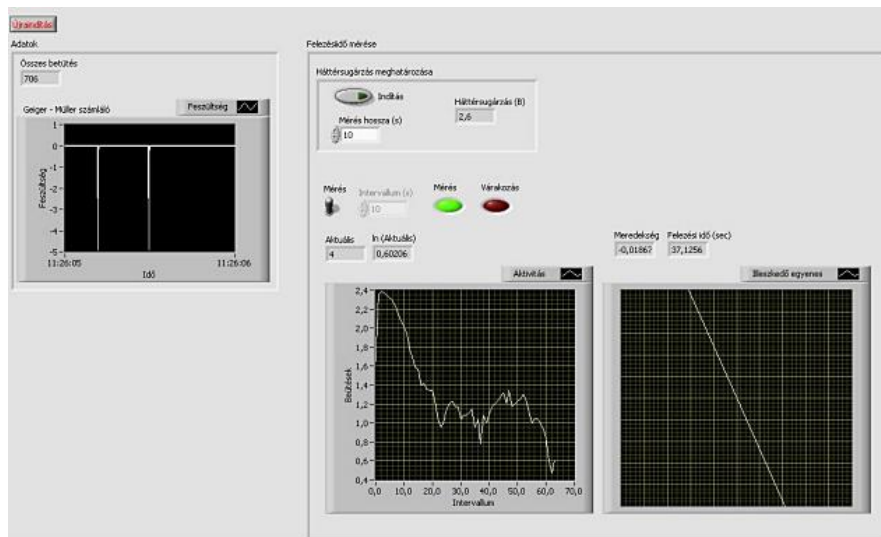 Újraindítás
Adatok
Összes betütés
706
Geiger - Müller számláló
Feszültség
1
0
-1
-2
-3
-4
-5
Feszültség
11:26:05
11:26:06
Idő
Felezésiidő mérése
Háttérsugárzás meghatározása
Indítás
Háttérsugárzás (B)
2,6
Mérés hossza (s)
10
Mérés
Intervallum (s)
10
Mérés
Várakozás
Aktuális
4
ln (Aktuális)
0,60206
Aktivitás
2,4
2,2
2,0
1,8
1,6
1,4
1,2
1,0
0,8
0,6
0,4
Beütések
0,0 10,0 20,0 30,0 40,0 50,0 60,0 70,0
Intervallum
Meredekség
-0,01867
Felezési idő (sec)
37,1256
Illeszkedő egyenes